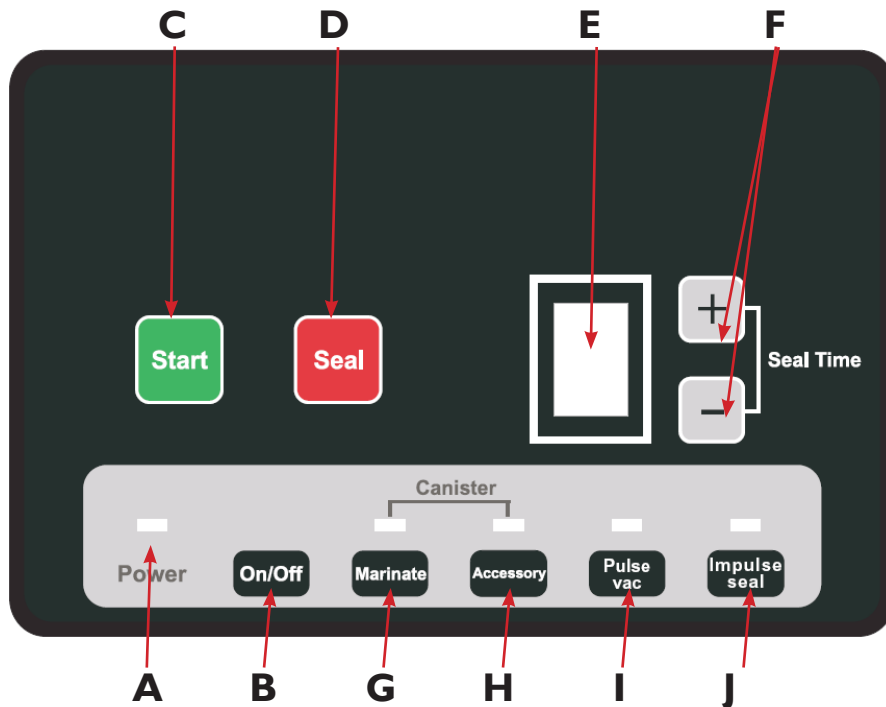 C D E F
+
Start Seal Seal Time
−
Canister
Power On/Off Marinate Accessory Pulse vac Impulse seal
A B G H I J